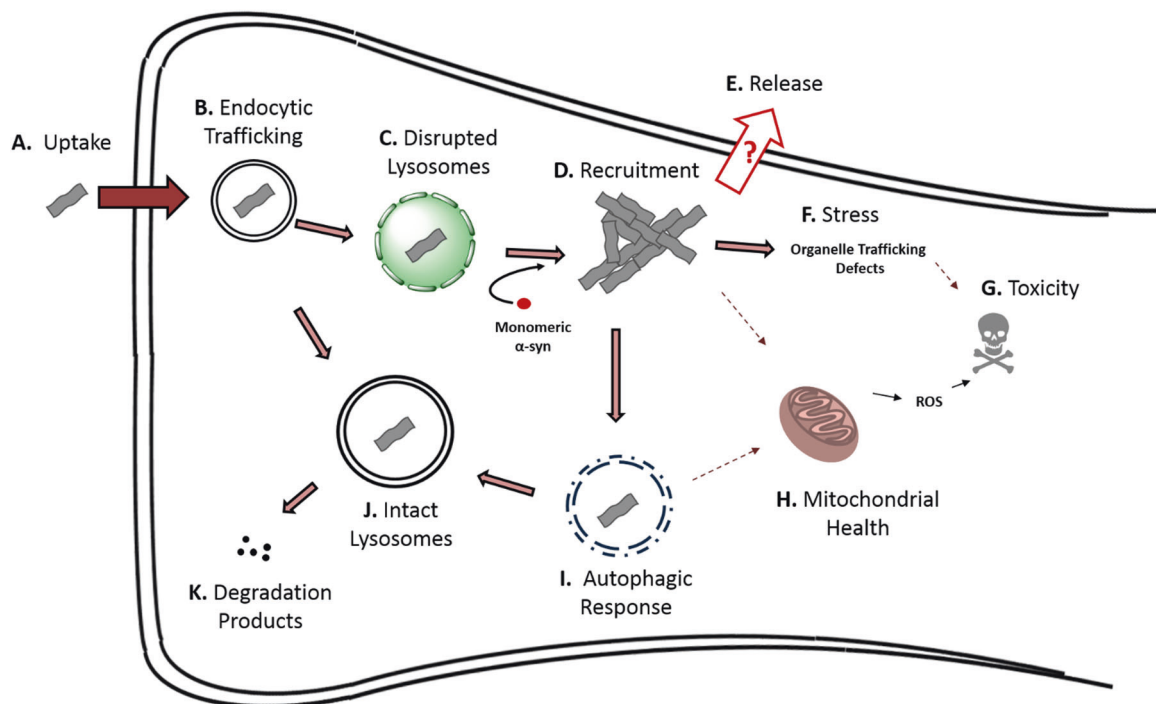 A. Uptake
B. Endocytic
Trafficking
C. Disrupted
Lysosomes
D. Recruitment
E. Release
?
F. Stress
Organelle Trafficking
Defects
G. Toxicity
Monomeric
α-syn
ROS
H. Mitochondrial
Health
I. Autophagic
Response
J. Intact
Lysosomes
K. Degradation
Products